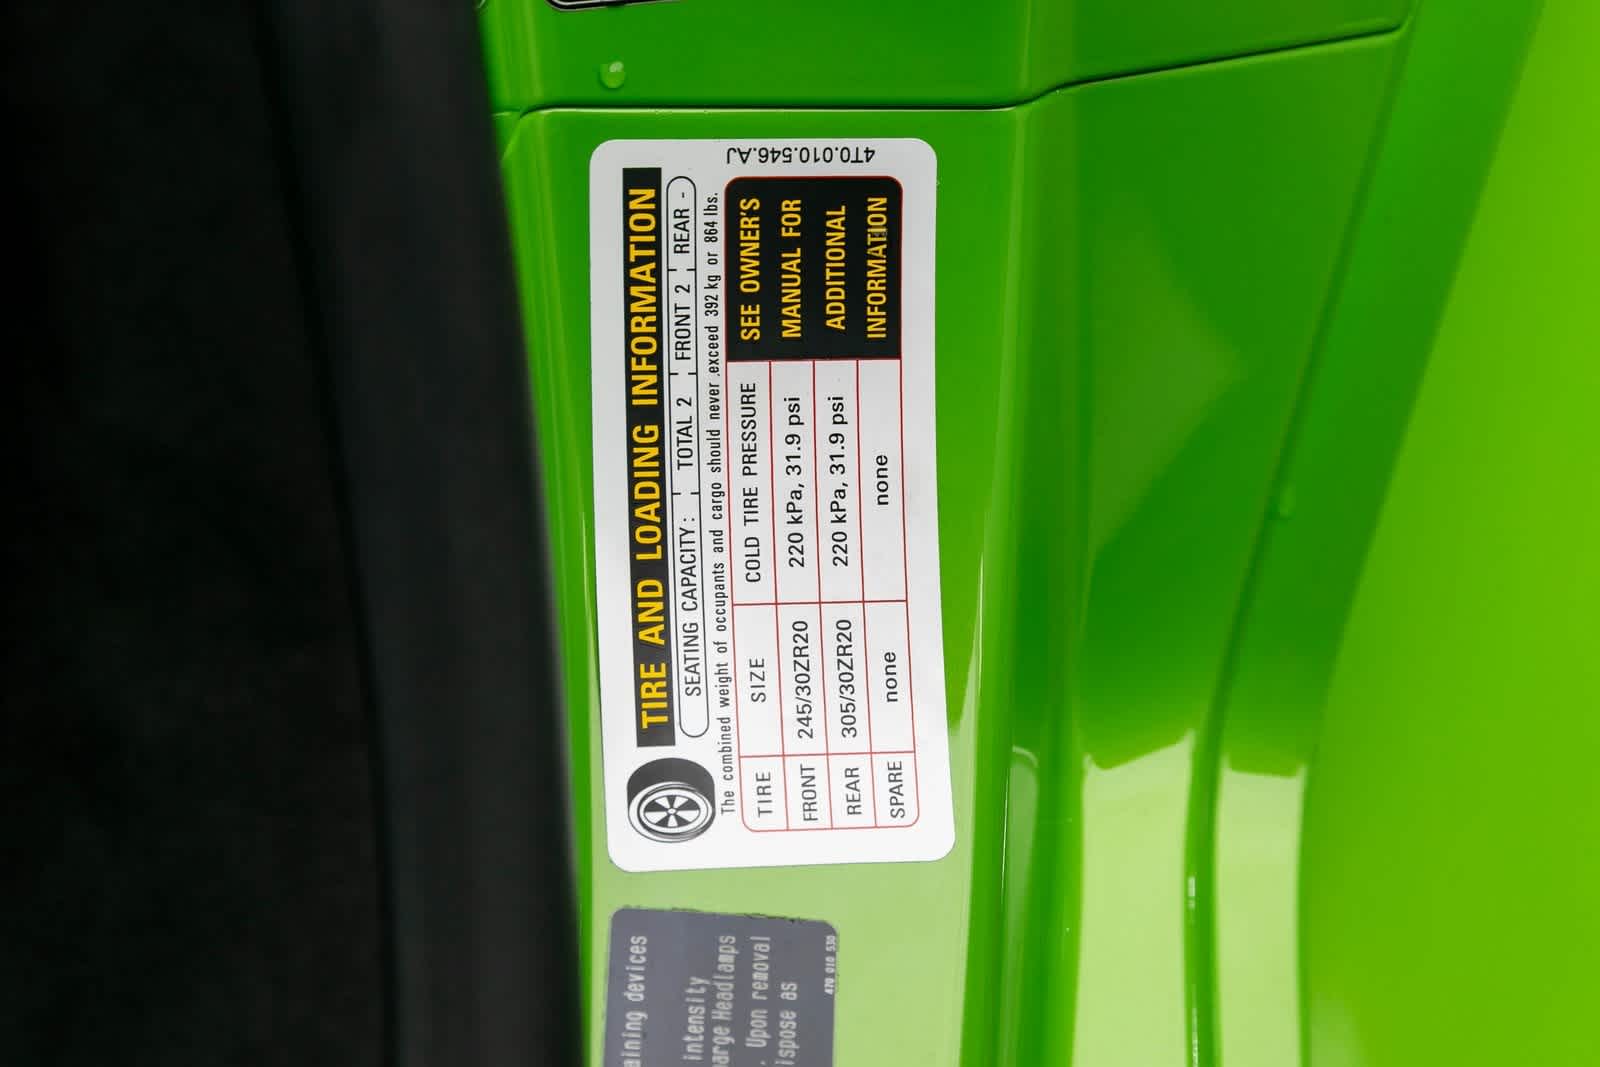 4T0.010.546.AJ
TIRE AND LOADING INFORMATION
SEATING CAPACITY: TOTAL 2 FRONT 2 REAR -
The combined weight of occupants and cargo should never exceed 392 kg or 864 lbs.
TIRE SIZE COLD TIRE PRESSURE
FRONT 245/30ZR20 220 kPa, 31.9 psi
REAR 305/30ZR20 220 kPa, 31.9 psi
SPARE none none
SEE OWNER'S
MANUAL FOR
ADDITIONAL
INFORMATION
devices
intensity
Headlamps
. Upon removal
as
470 010 530